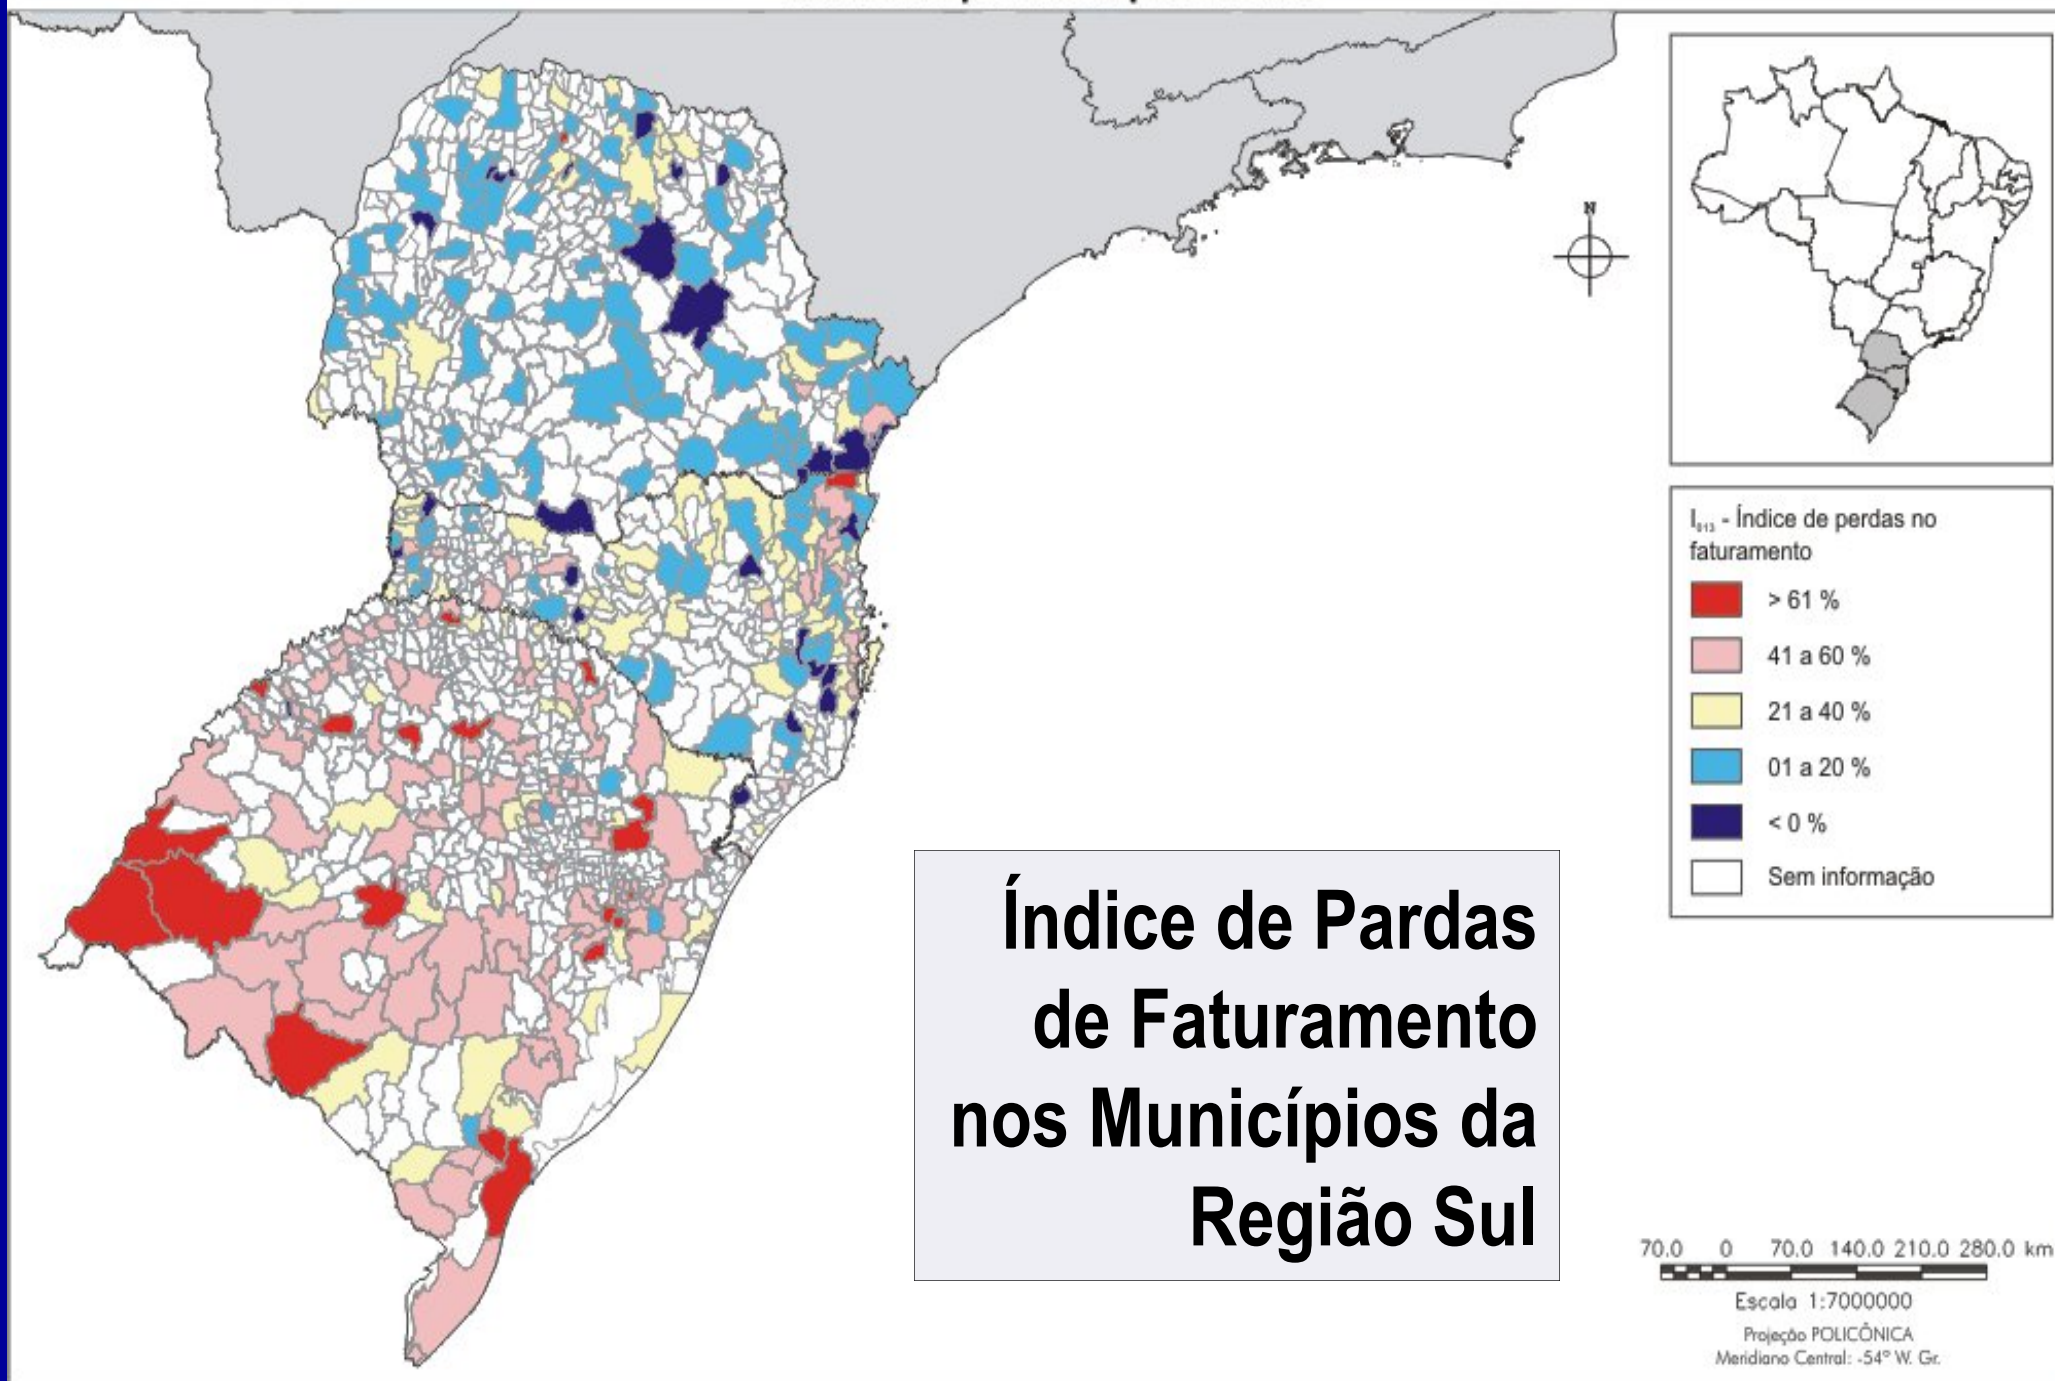 N
I₀₁₃ - Índice de perdas no
faturamento
> 61 %
41 a 60 %
21 a 40 %
01 a 20 %
< 0 %
Sem informação
Índice de Pardas
de Faturamento
nos Municípios da
Região Sul
70.0 0 70.0 140.0 210.0 280.0 km
Escala 1:7000000
Projeção POLICÔNICA
Meridiano Central: -54º W. Gr.